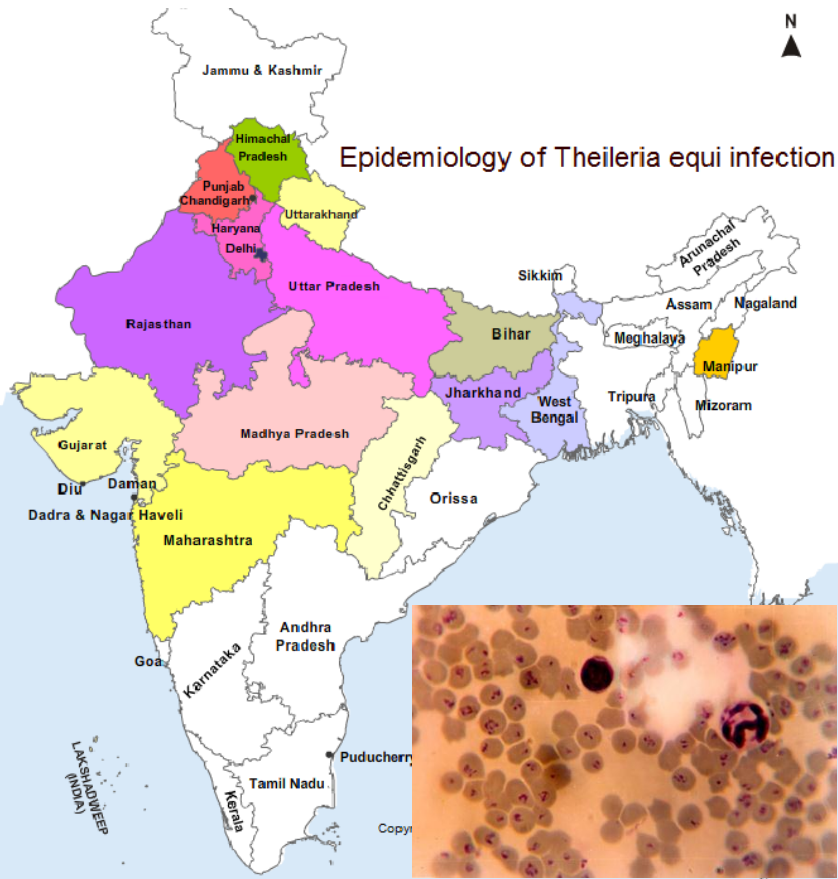 N
Jammu & Kashmir
Himachal
Pradesh
Epidemiology of Theileria equi infection
Punjab
Chandigarh
Uttarakhand
Haryana
Delhi
Arunachal
Pradesh
Sikkim
Uttar Pradesh
Assam
Nagaland
Rajasthan
Bihar
Meghalaya
Manipur
Jharkhand
West
Bengal
Tripura
Mizoram
Gujarat
Madhya Pradesh
Chhattisgarh
Diu
Daman
Orissa
Dadra & Nagar Haveli
Maharashtra
Andhra
Pradesh
Karnataka
Goa
LAKSHADWEEP
(INDIA)
Puducherry
Tamil Nadu
Kerala
Copyr